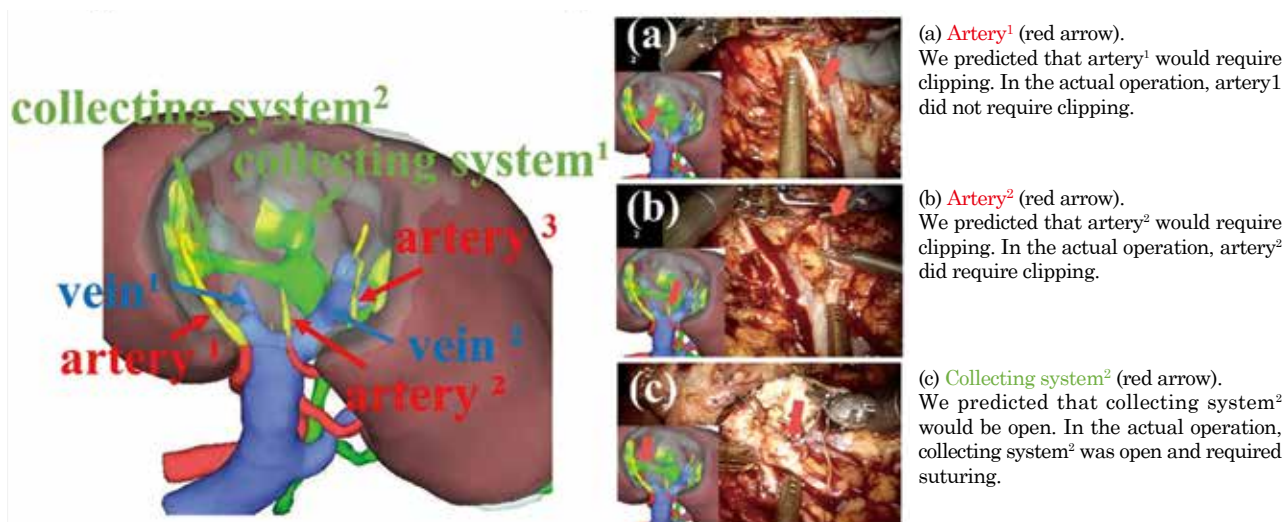 collecting system²
collecting system¹
artery ³
vein¹
artery ¹
vein ²
artery ²
(a)
(b)
(c)
(a) Artery¹ (red arrow).
We predicted that artery¹ would require
clipping. In the actual operation, artery1
did not require clipping.
(b) Artery² (red arrow).
We predicted that artery² would require
clipping. In the actual operation, artery²
did require clipping.
(c) Collecting system² (red arrow).
We predicted that collecting system²
would be open. In the actual operation,
collecting system² was open and required
suturing.